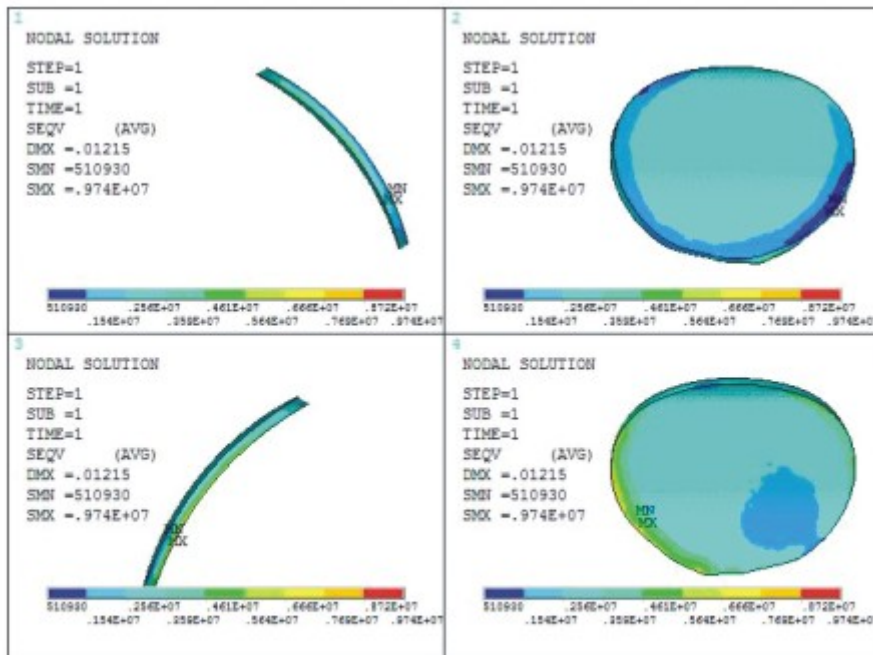 1
NODAL SOLUTION
STEP=1
SUB =1
TIME=1
SEQV (AVG)
DMX =.01215
SMN =510930
SMX =.974E+07
MN
MX
510930 .256E+07 .461E+07 .666E+07 .872E+07
.154E+07 .359E+07 .564E+07 .769E+07 .974E+07
2
NODAL SOLUTION
STEP=1
SUB =1
TIME=1
SEQV (AVG)
DMX =.01215
SMN =510930
SMX =.974E+07
MX
510930 .256E+07 .461E+07 .666E+07 .872E+07
.154E+07 .359E+07 .564E+07 .769E+07 .974E+07
3
NODAL SOLUTION
STEP=1
SUB =1
TIME=1
SEQV (AVG)
DMX =.01215
SMN =510930
SMX =.974E+07
MN
MX
510930 .256E+07 .461E+07 .666E+07 .872E+07
.154E+07 .359E+07 .564E+07 .769E+07 .974E+07
4
NODAL SOLUTION
STEP=1
SUB =1
TIME=1
SEQV (AVG)
DMX =.01215
SMN =510930
SMX =.974E+07
MN
MX
510930 .256E+07 .461E+07 .666E+07 .872E+07
.154E+07 .359E+07 .564E+07 .769E+07 .974E+07